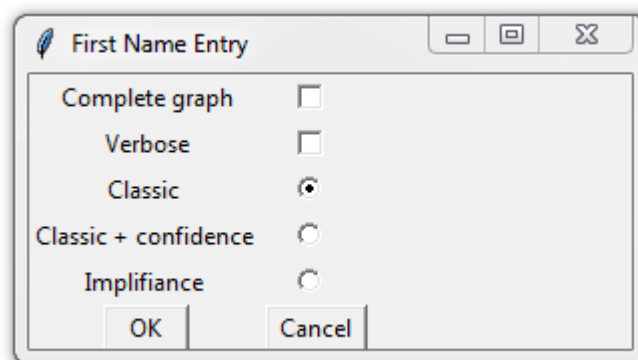 First Name Entry
Complete graph
Verbose
Classic
Classic + confidence
Implifiance
OK Cancel